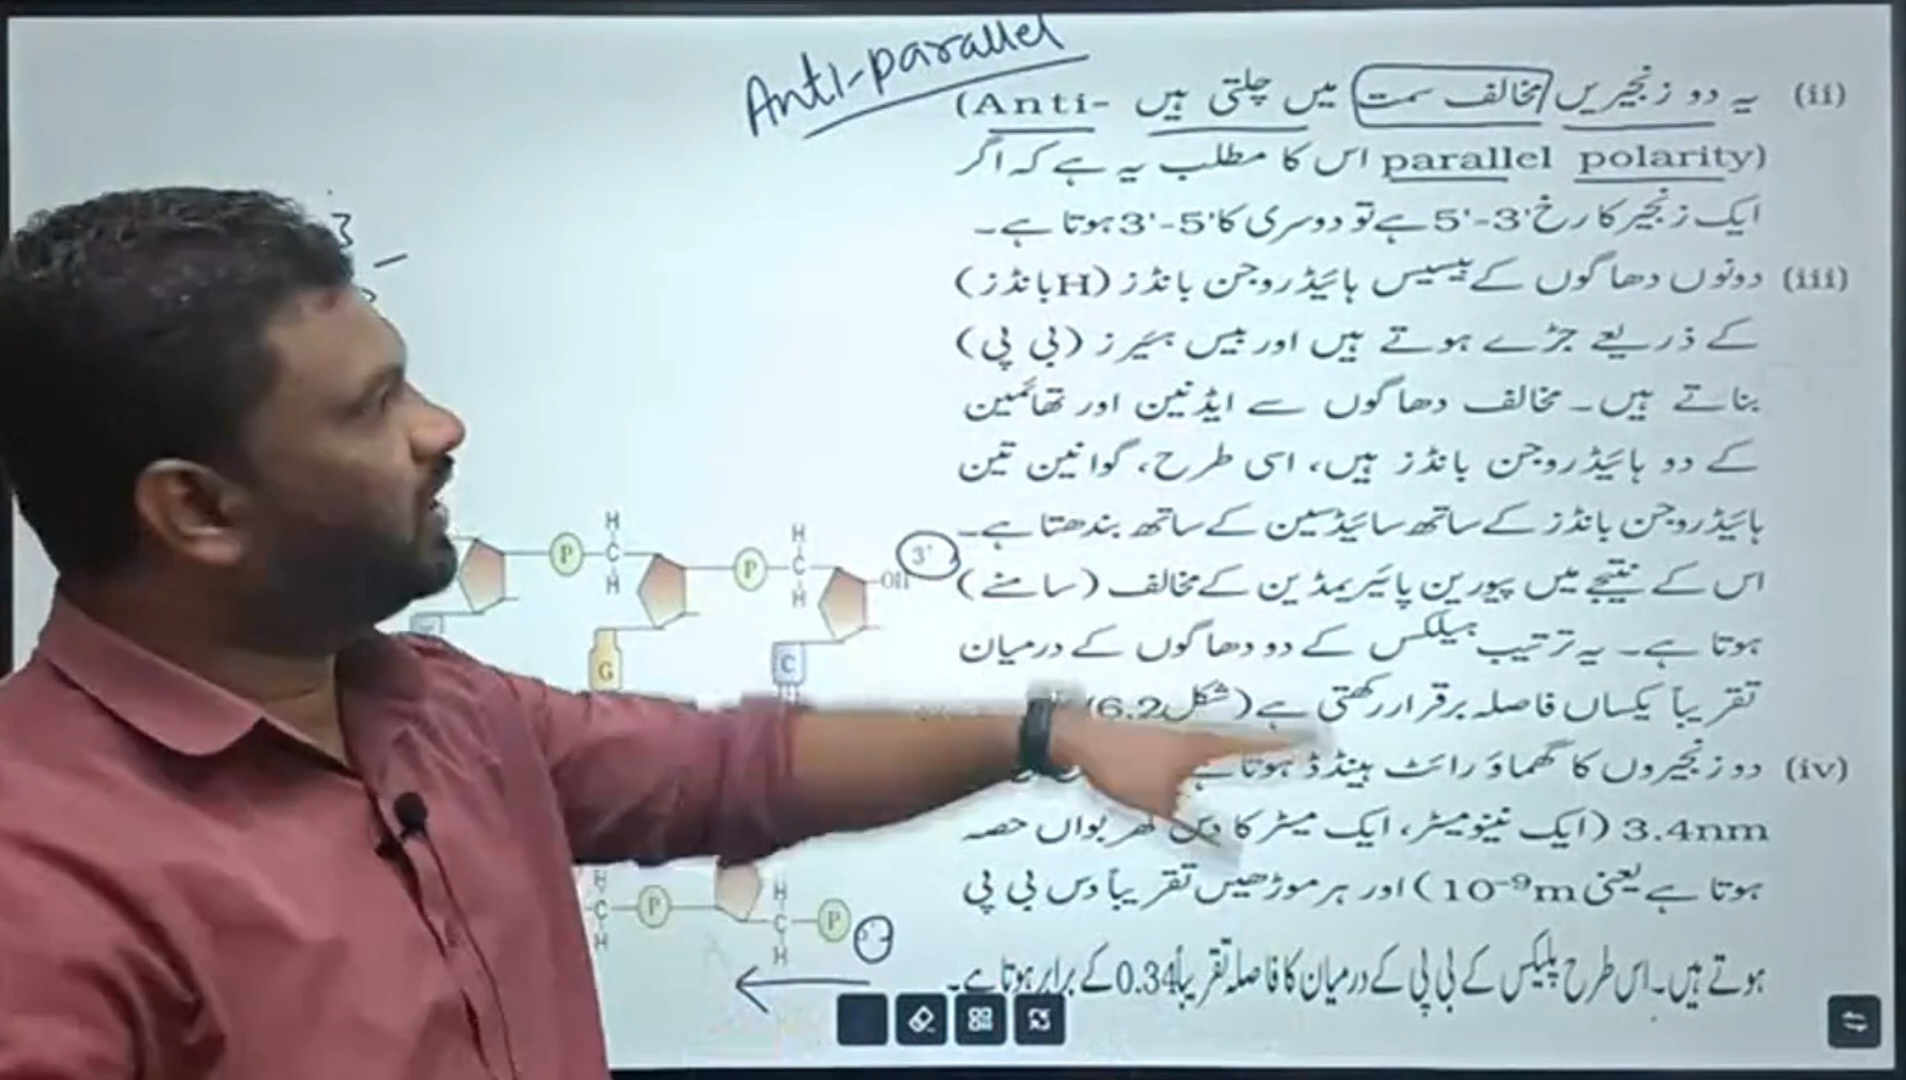 Anti-parallel
(ii) یہ دو زنجیریں مخالف سمت میں چلتی ہیں (Anti-
parallel polarity) اس کا مطلب یہ ہے کہ اگر
ایک زنجیر کا رخ 5'-3' ہے تو دوسری کا 3'-5' ہوتا ہے۔
(iii) دونوں دھاگوں کے بیسیس ہائیڈروجن بانڈز (H بانڈز)
کے ذریعے جڑے ہوتے ہیں اور بیس پیئرز (بی پی)
بناتے ہیں۔ مخالف دھاگوں سے ایڈنین اور تھائمین
کے دو ہائیڈروجن بانڈز ہیں، اسی طرح، گوانین تین
ہائیڈروجن بانڈز کے ساتھ سائیڈسین کے ساتھ بندھتا ہے۔
اس کے نتیجے میں پیورین پائیریمڈین کے مخالف (سامنے)
ہوتا ہے۔ یہ ترتیب ہیلکس کے دو دھاگوں کے درمیان
تقریباً یکساں فاصلہ برقرار رکھتی ہے (شکل 6.2)
(iv) دو زنجیروں کا گھماؤ رائٹ ہینڈڈ ہوتا
3.4nm (ایک نینومیٹر، ایک میٹر کا دس کھربواں حصہ
ہوتا ہے یعنی 10⁻⁹m) اور ہر موڑ میں تقریباً دس بی پی
ہوتے ہیں۔ اس طرح ہیلکس کے بی پی کے درمیان کا فاصلہ تقریباً 0.34 کے برابر ہوتا ہے۔
3
H H
P C P C OH 3'
H H
G C
H H
C P C P
H H